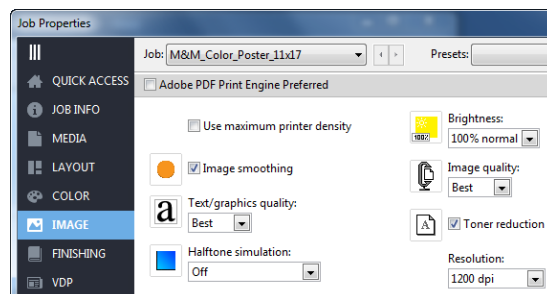 Job Properties
Job: M&M_Color_Poster_11x17
Presets:
QUICK ACCESS
JOB INFO
MEDIA
LAYOUT
COLOR
IMAGE
FINISHING
VDP
Adobe PDF Print Engine Preferred
Use maximum printer density
Image smoothing
Text/graphics quality:
a
Best
Halftone simulation:
Off
Brightness:
100%
100% normal
Image quality:
Best
A
Toner reduction
Resolution:
1200 dpi